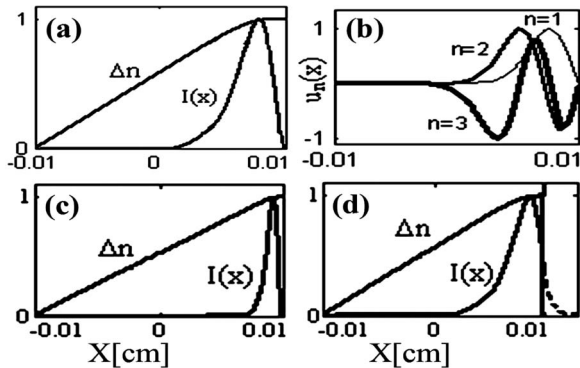 (a)
1
Δn
I(x)
0
-0.01 0 0.01
(b)
u_n(x)
1
-1
n=1
n=2
n=3
-0.01 0.01
(c)
1
Δn
I(x)
0
-0.01 0 0.01
X[cm]
(d)
1
Δn
I(x)
0
-0.01 0 0.01
X[cm]